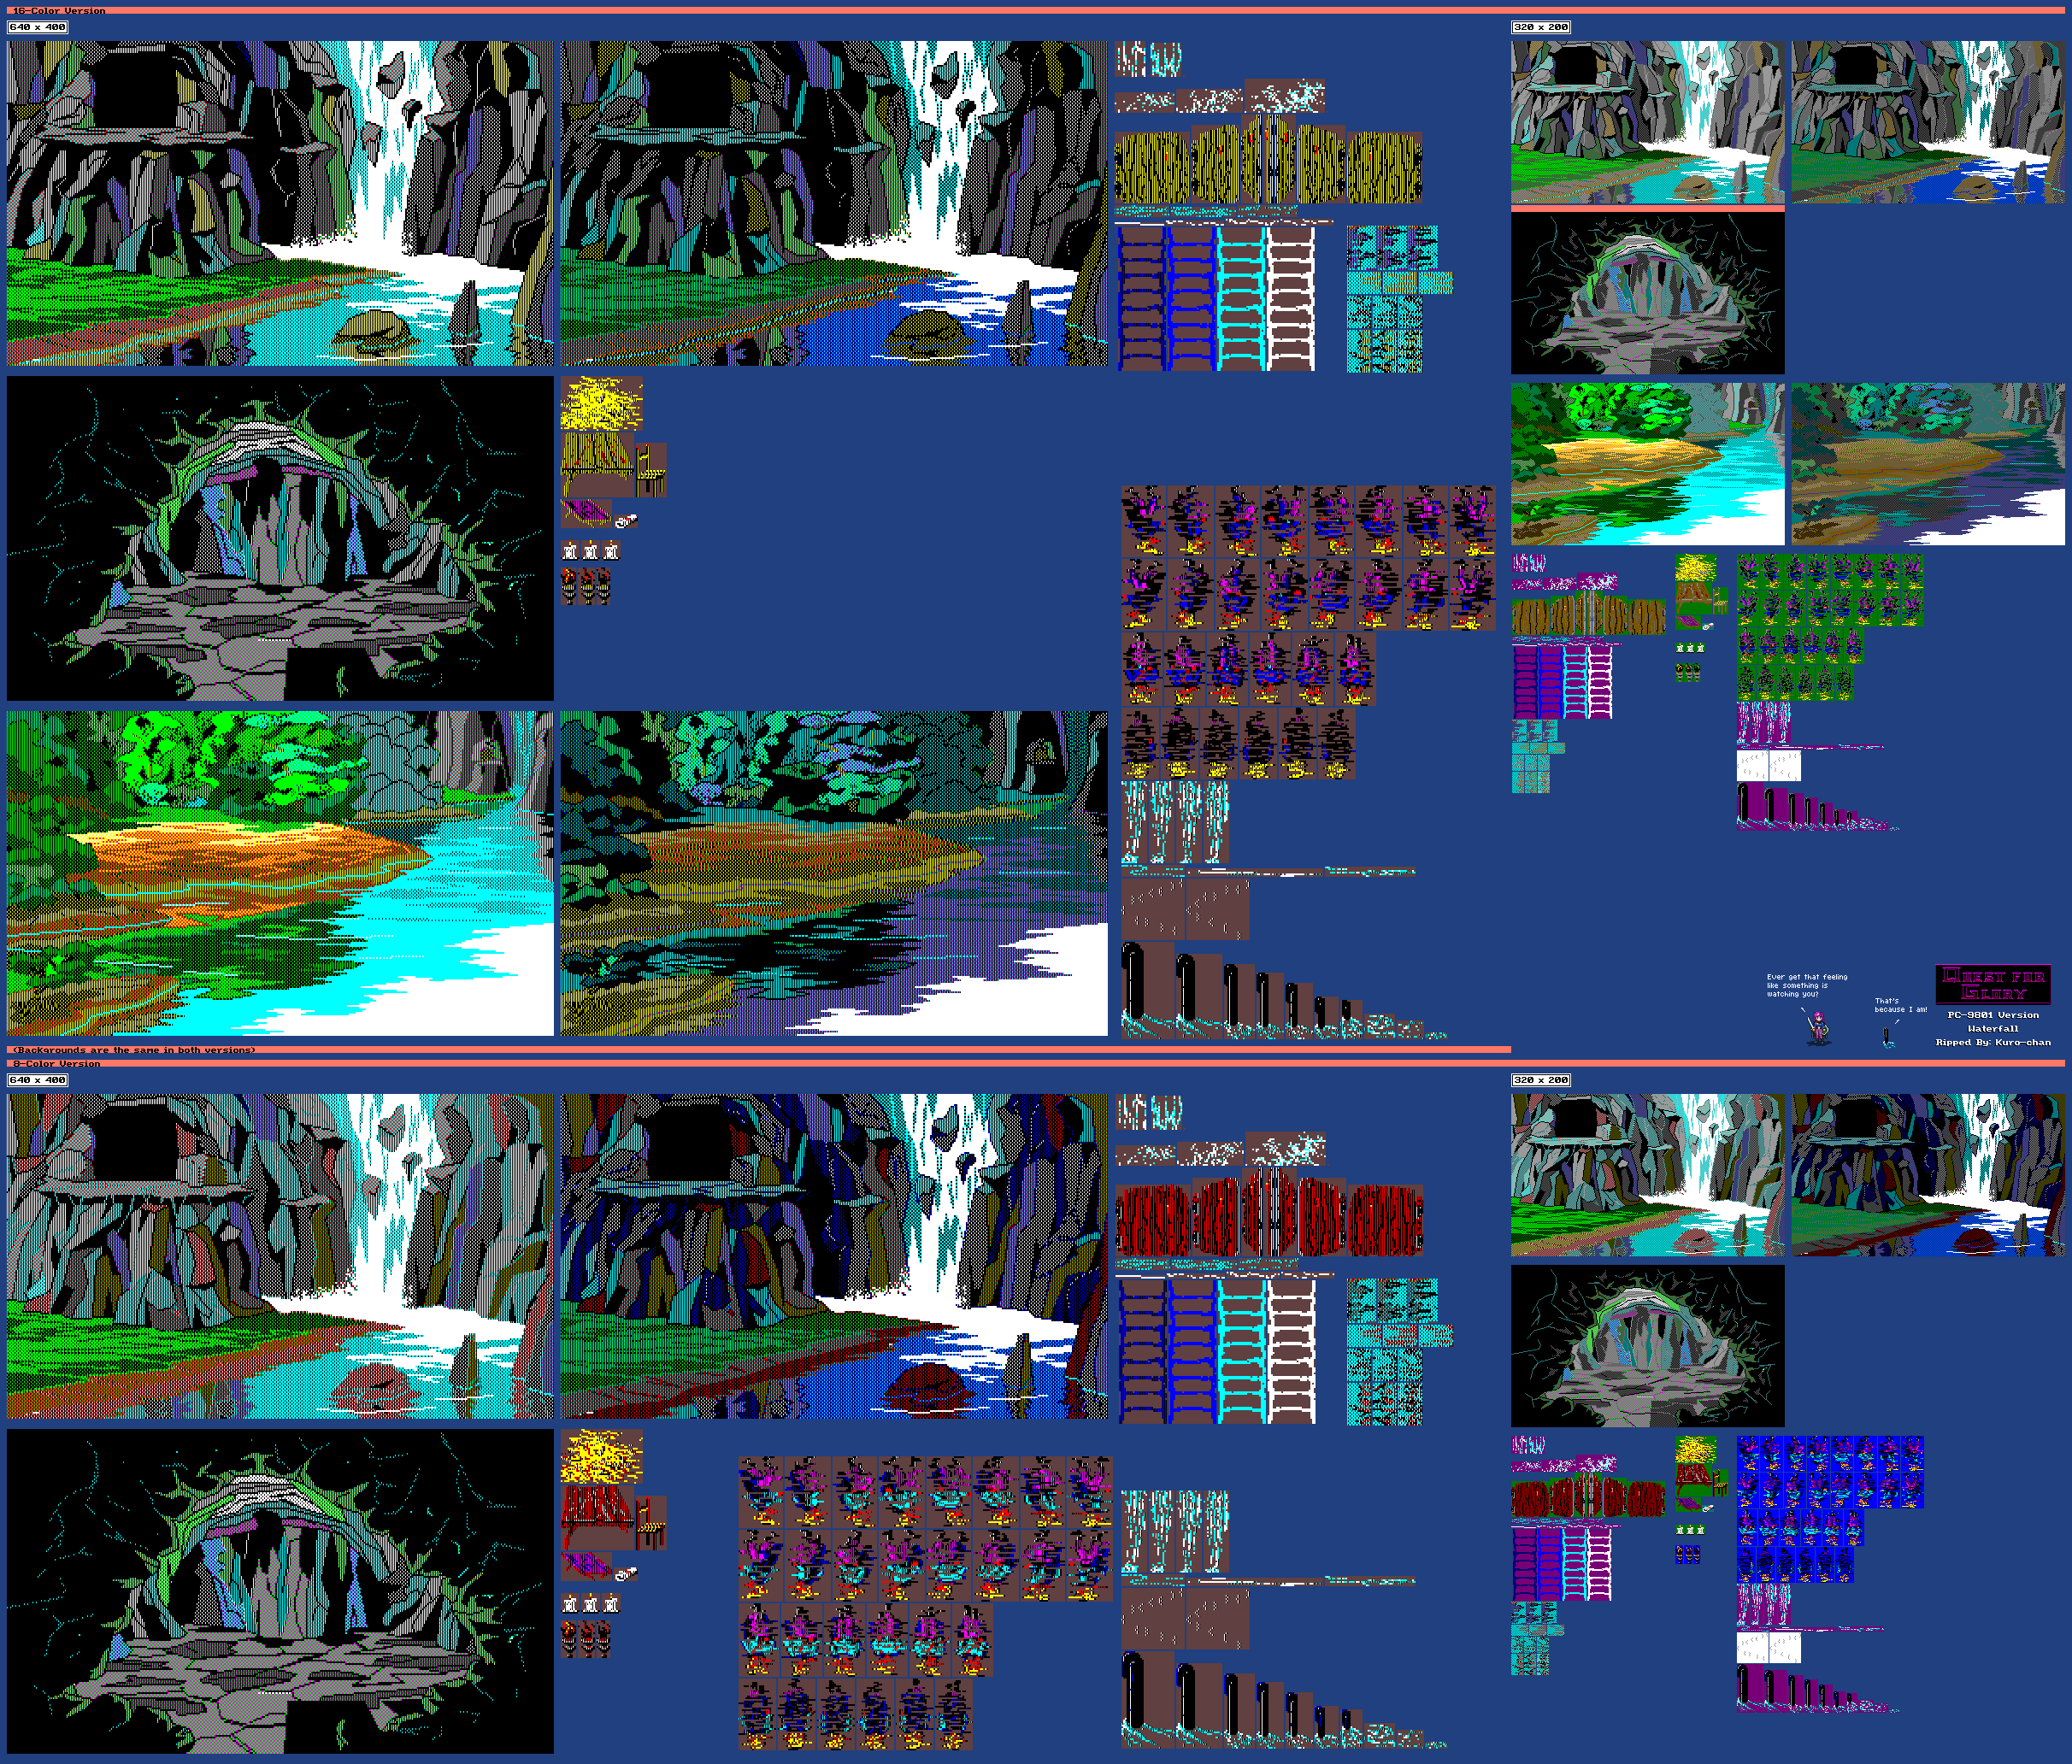 16-Color Version
640 x 400
320 x 200
Ever get that feeling
like something is
watching you?
That's
because I am!
Quest for
Glory
PC-9801 Version
Waterfall
Ripped By: Kuro-chan
(Backgrounds are the same in both versions)
8-Color Version
640 x 400
320 x 200